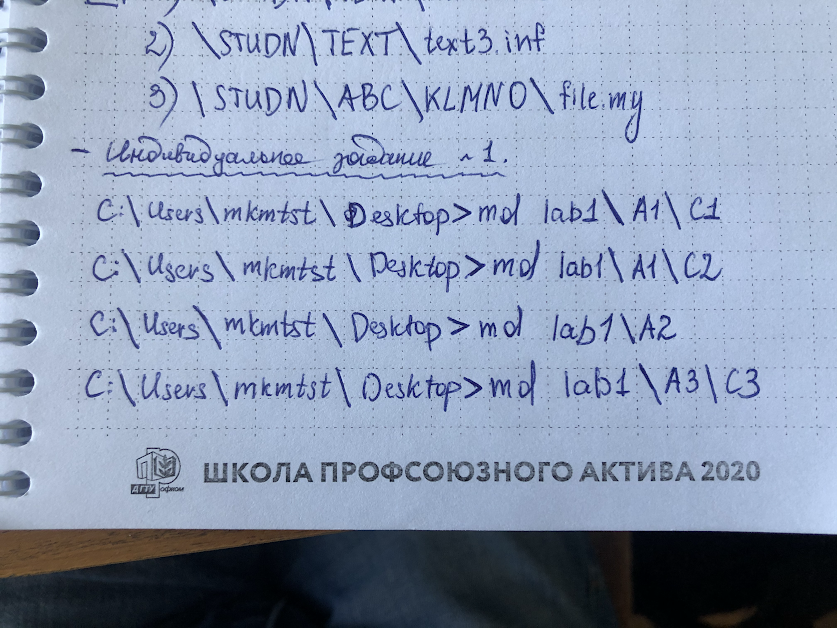 2) \STUDN\TEXT\text3.inf
3) \STUDN\ABC\KLMNO\file.my
- Индивидуальное задание ~1.
C:\Users\mkmtst\Desktop>md lab1\A1\C1
C:\Users\mkmtst\Desktop>md lab1\A1\C2
C:\Users\mkmtst\Desktop>md lab1\A2
C:\Users\mkmtst\Desktop>md lab1\A3\C3
ШКОЛА ПРОФСОЮЗНОГО АКТИВА 2020